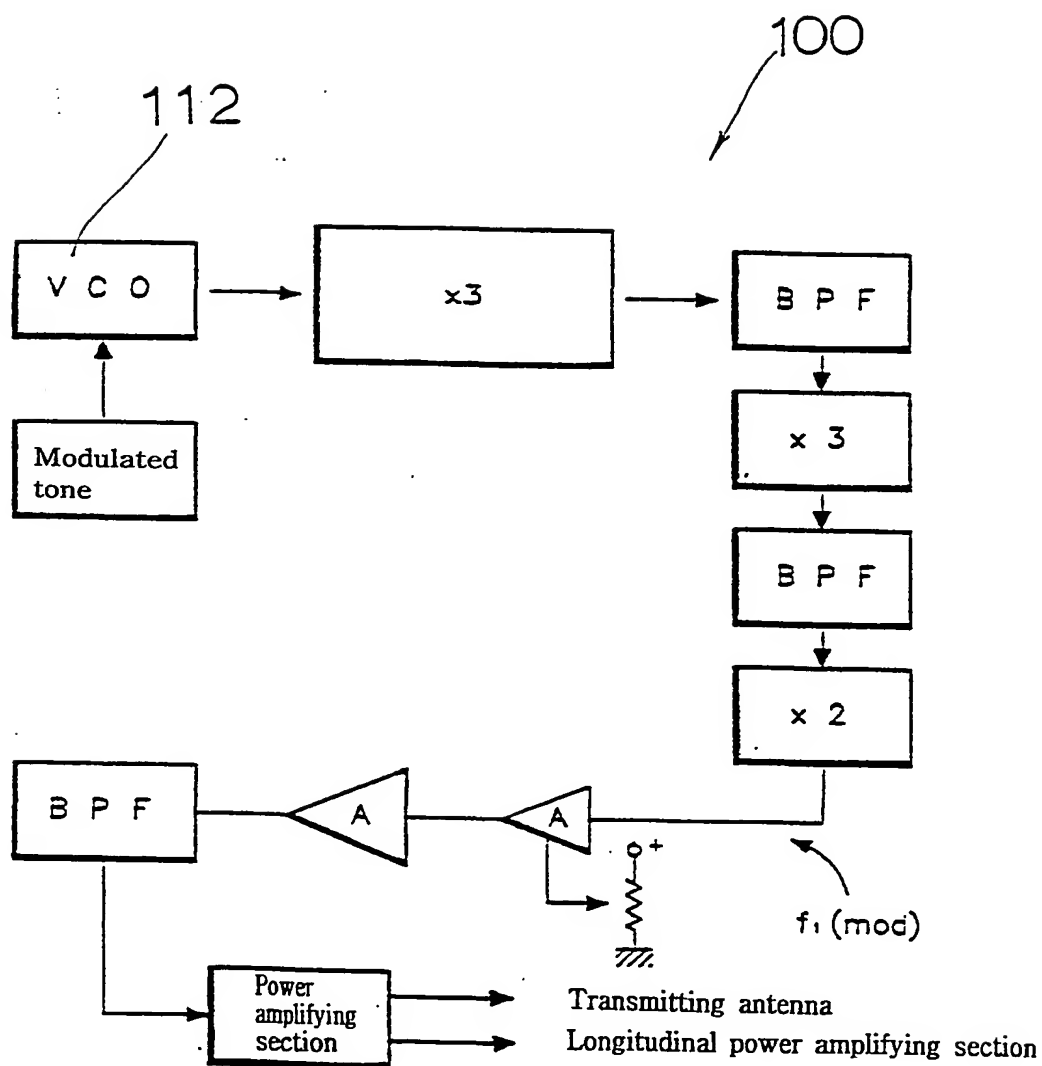 100
112
V C O
x3
B P F
Modulated
tone
x 3
B P F
x 2
B P F
A
A
+
f₁ (mod)
Power
amplifying
section
Transmitting antenna
Longitudinal power amplifying section